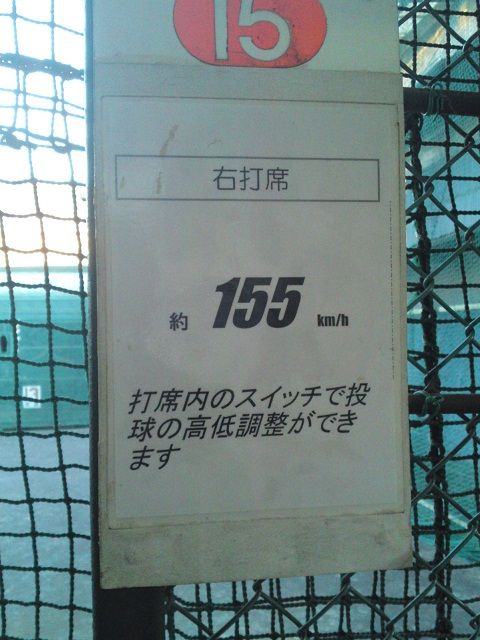 15
右打席
約 155 km/h
打席内のスイッチで投
球の高低調整ができ
ます